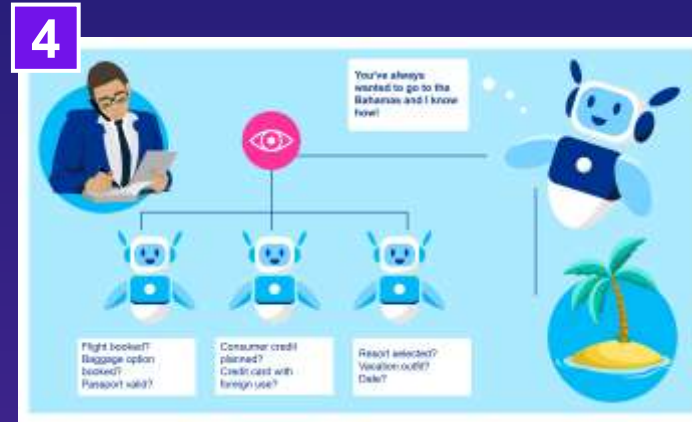 4
You've always
wanted to go to the
Bahamas and I know
how!
Flight booked?
Baggage option
booked?
Passport valid?
Consumer credit
planned?
Credit card with
foreign use?
Resort selected?
Vacation outfit?
Date?